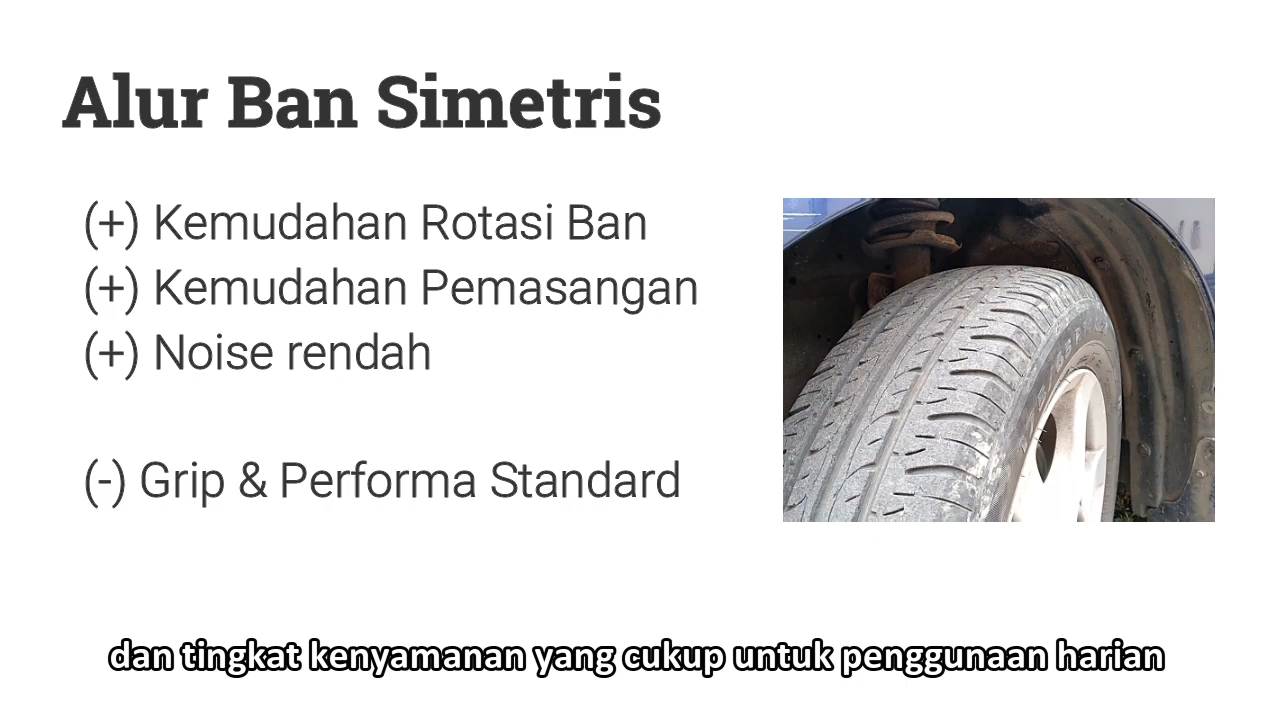 Alur Ban Simetris
(+) Kemudahan Rotasi Ban
(+) Kemudahan Pemasangan
(+) Noise rendah
(-) Grip & Performa Standard
dan tingkat kenyamanan yang cukup untuk penggunaan harian